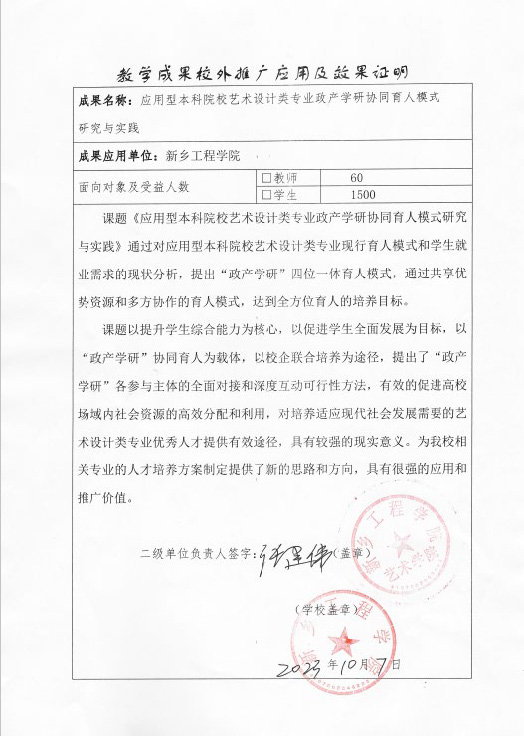 教学成果校外推广应用及效果证明
成果名称：应用型本科院校艺术设计类专业政产学研协同育人模式
研究与实践
成果应用单位：新乡工程学院
面向对象及受益人数
□教师 60
□学生 1500
课题《应用型本科院校艺术设计类专业政产学研协同育人模式研究
与实践》通过对应用型本科院校艺术设计类专业现行育人模式和学生就
业需求的现状分析，提出“政产学研”四位一体育人模式，通过共享优
势资源和多方协作的育人模式，达到全方位育人的培养目标。
课题以提升学生综合能力为核心，以促进学生全面发展为目标，以
“政产学研”协同育人为载体，以校企联合培养为途径，提出了“政产
学研”各参与主体的全面对接和深度互动可行性方法，有效的促进高校
场域内社会资源的高效分配和利用，对培养适应现代社会发展需要的艺
术设计类专业优秀人才提供有效途径，具有较强的现实意义。为我校相
关专业的人才培养方案制定提供了新的思路和方向，具有很强的应用和
推广价值。
新乡工程学院
艺术学院
二级单位负责人签字：（盖章）
（学校盖章）
新乡工程学院
2023年10月7日